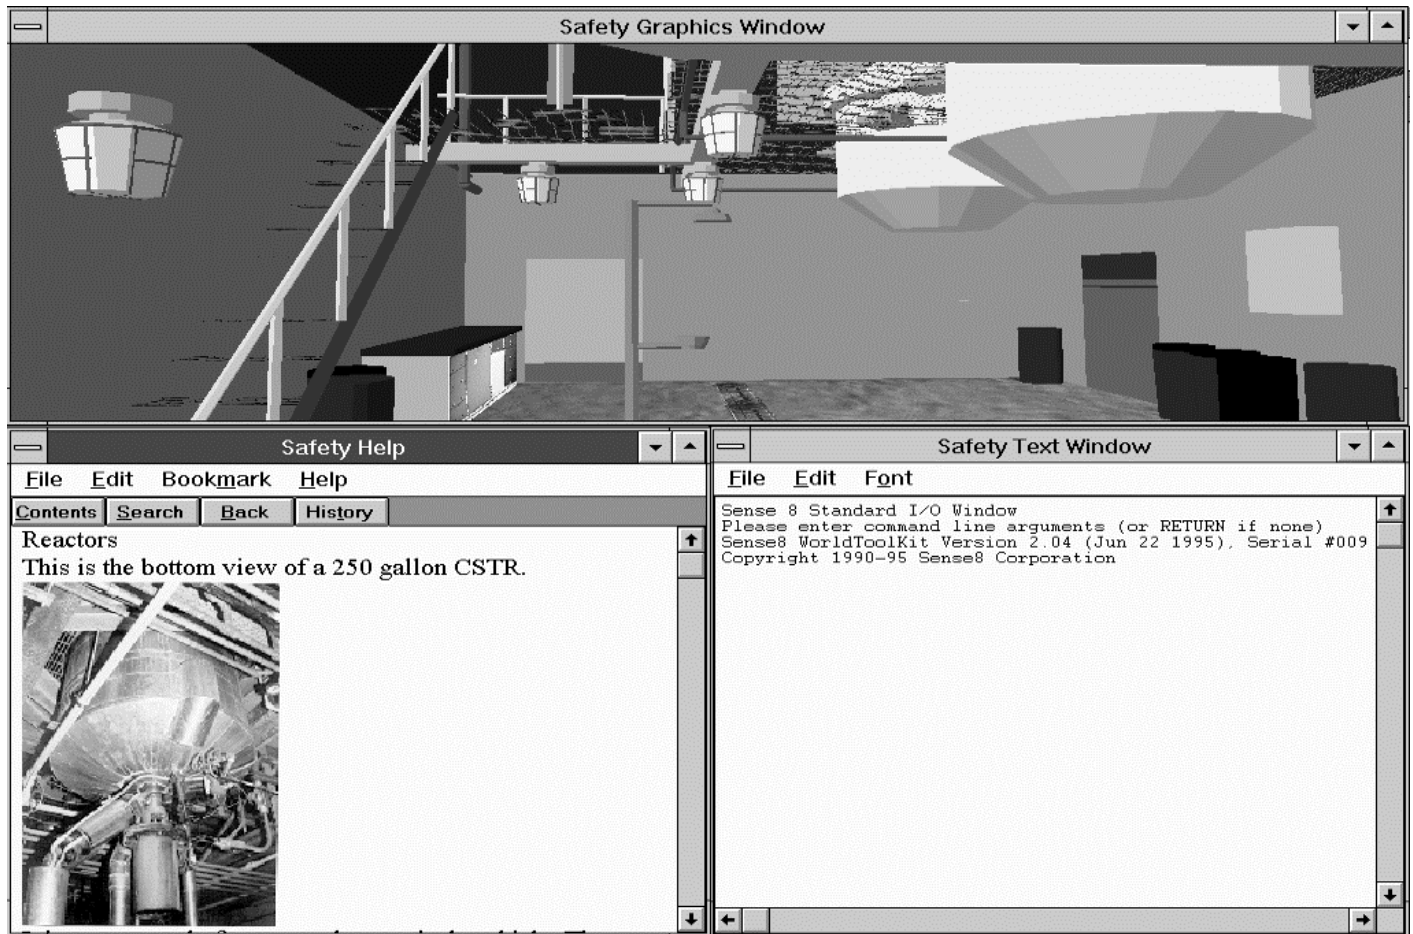 Safety Graphics Window
Safety Help
File Edit Bookmark Help
Contents Search Back History
Reactors
This is the bottom view of a 250 gallon CSTR.
Safety Text Window
File Edit Font
Sense 8 Standard I/O Window
Please enter command line arguments (or RETURN if none)
Sense8 WorldToolKit Version 2.04 (Jun 22 1995), Serial #009
Copyright 1990-95 Sense8 Corporation